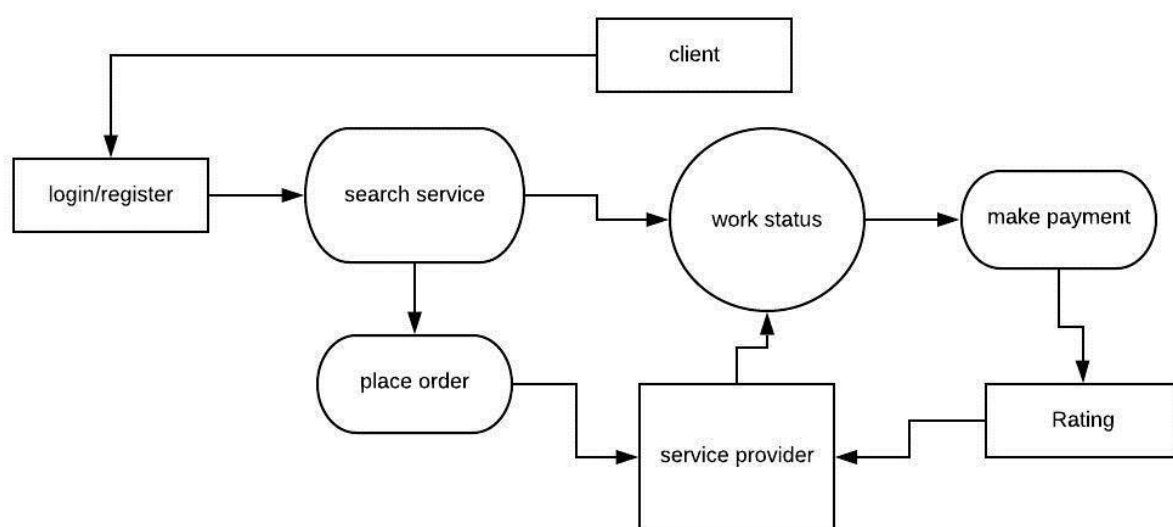 client
login/register
search service
work status
make payment
place order
service provider
Rating